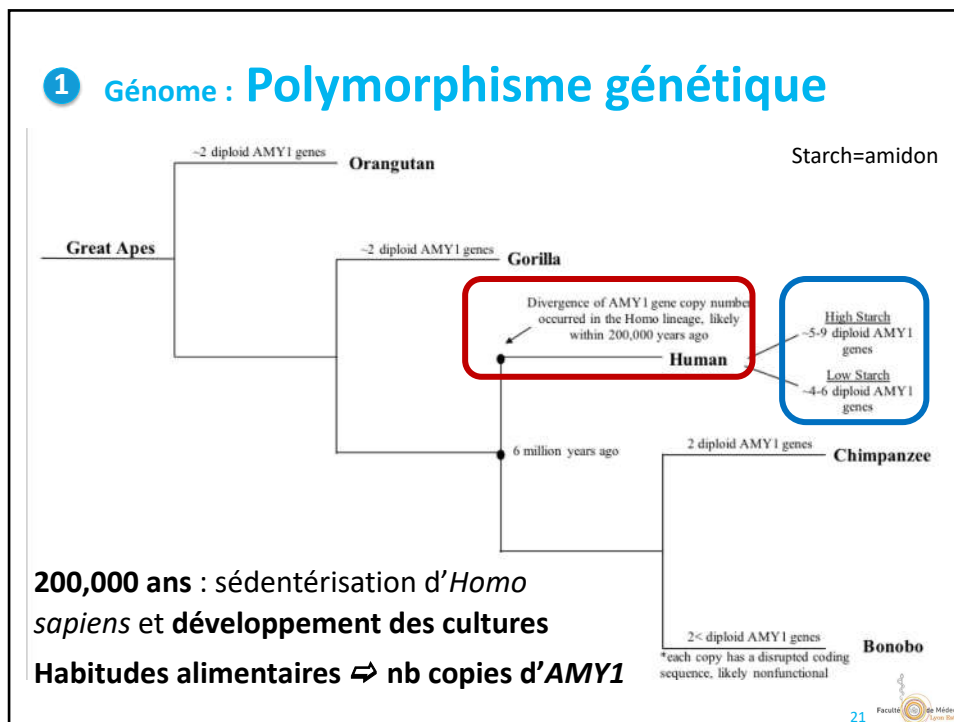 1 Génome : Polymorphisme génétique
Starch=amidon
~2 diploid AMY1 genes
Orangutan
Great Apes
~2 diploid AMY1 genes
Gorilla
Divergence of AMY1 gene copy number
occurred in the Homo lineage, likely
within 200,000 years ago
Human
High Starch
~5-9 diploid AMY1
genes
Low Starch
~4-6 diploid AMY1
genes
6 million years ago
2 diploid AMY1 genes
Chimpanzee
200,000 ans : sédentérisation d'Homo
sapiens et développement des cultures
Habitudes alimentaires ⇨ nb copies d'AMY1
2< diploid AMY1 genes
Bonobo
*each copy has a disrupted coding
sequence, likely nonfunctional
21
Faculté de Méde
Lyon